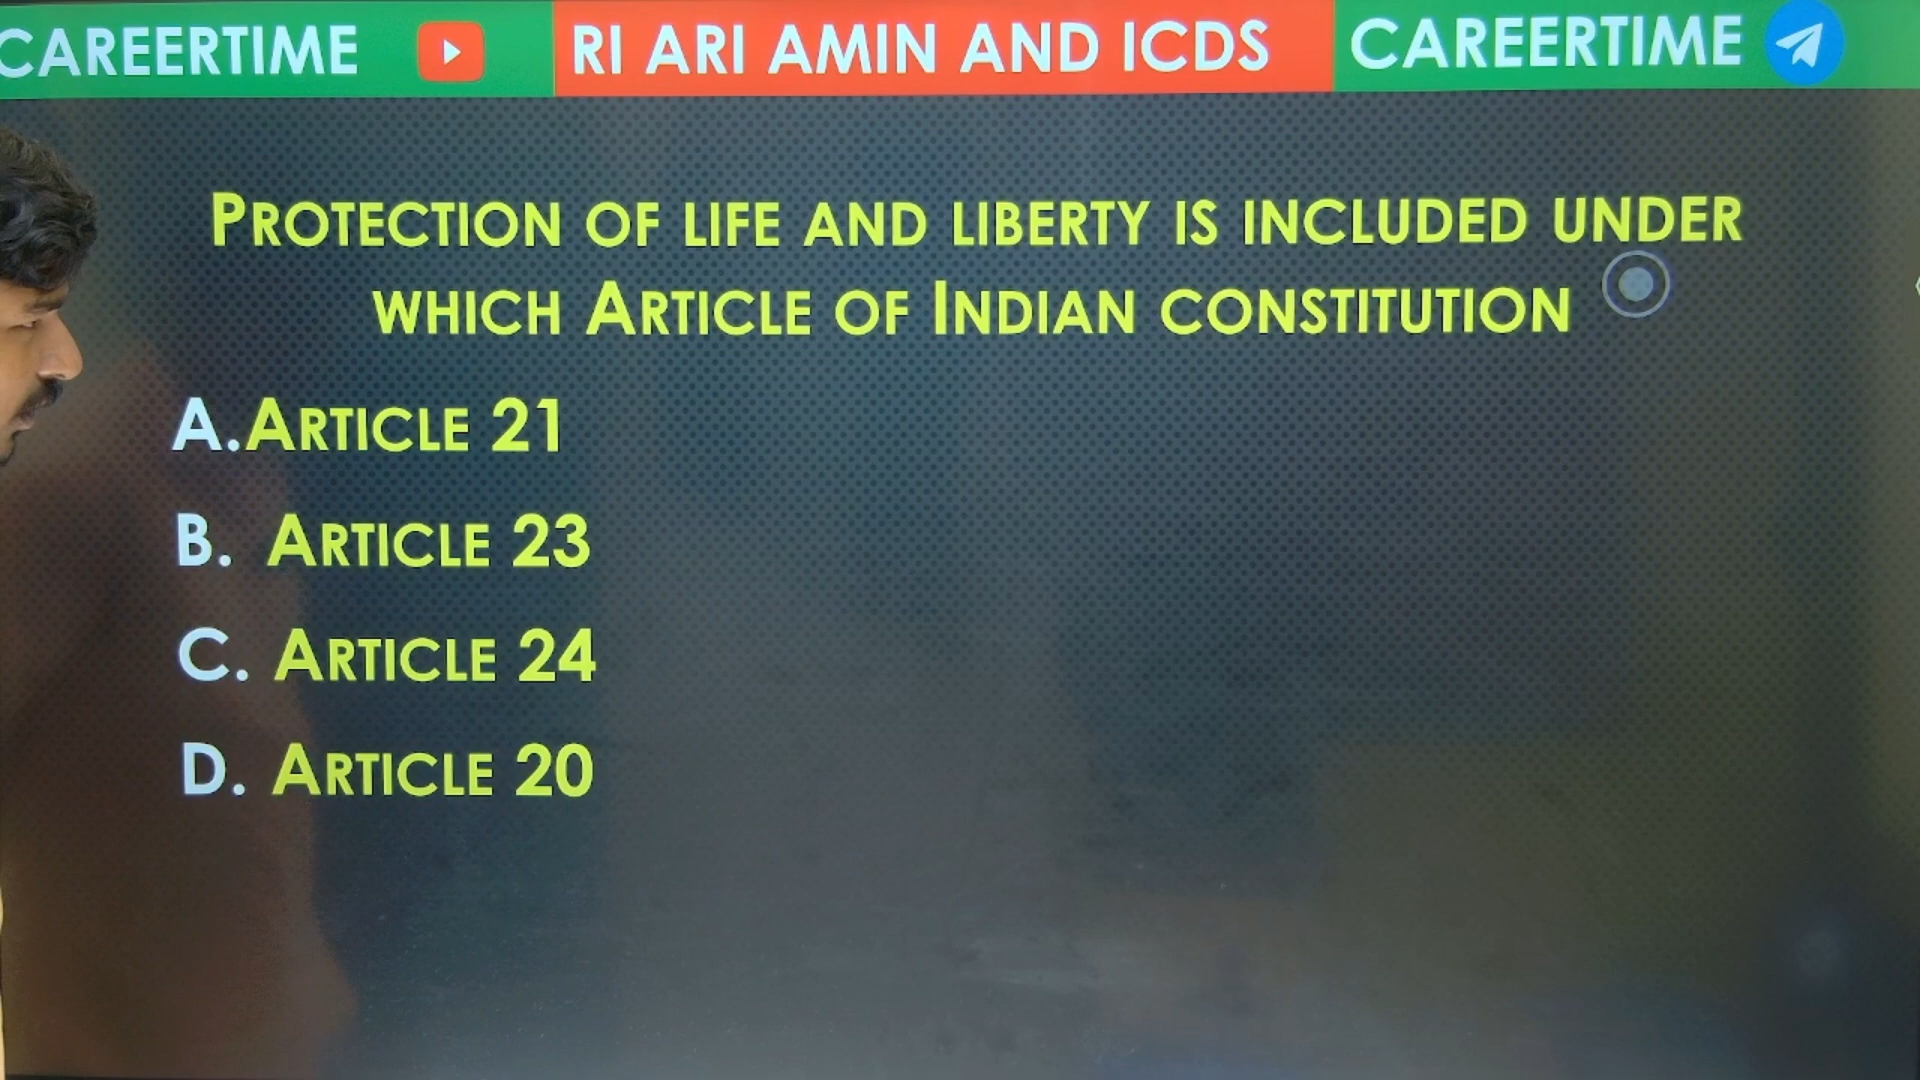 CAREERTIME RI ARI AMIN AND ICDS CAREERTIME
PROTECTION OF LIFE AND LIBERTY IS INCLUDED UNDER
WHICH ARTICLE OF INDIAN CONSTITUTION
A. ARTICLE 21
B. ARTICLE 23
C. ARTICLE 24
D. ARTICLE 20